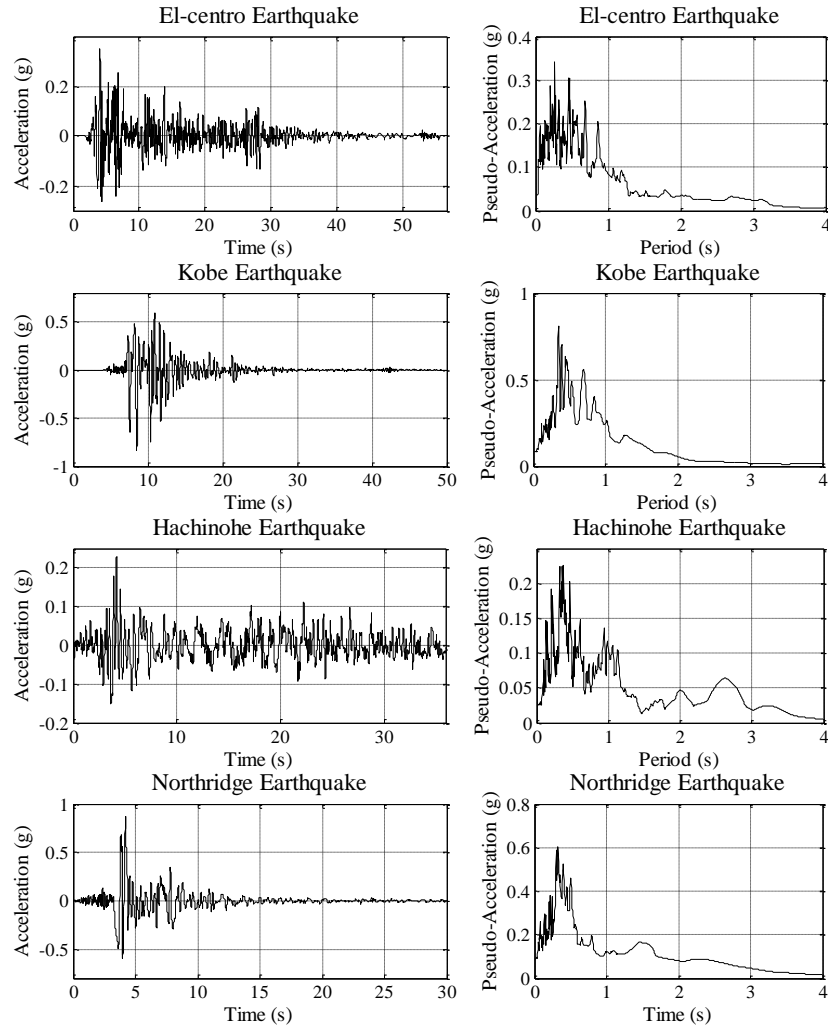 El-centro Earthquake
Acceleration (g)
0.2
0
-0.2
0 10 20 30 40 50
Time (s)
El-centro Earthquake
Pseudo-Acceleration (g)
0.4
0.3
0.2
0.1
0
0 1 2 3 4
Period (s)
Kobe Earthquake
Acceleration (g)
0.5
0
-0.5
-1
0 10 20 30 40 50
Time (s)
Kobe Earthquake
Pseudo-Acceleration (g)
1
0.5
0
0 1 2 3 4
Period (s)
Hachinohe Earthquake
Acceleration (g)
0.2
0.1
0
-0.1
-0.2
0 10 20 30
Time (s)
Hachinohe Earthquake
Pseudo-Acceleration (g)
0.2
0.15
0.1
0.05
0
0 1 2 3 4
Period (s)
Northridge Earthquake
Acceleration (g)
1
0.5
0
-0.5
0 5 10 15 20 25 30
Time (s)
Northridge Earthquake
Pseudo-Acceleration (g)
0.8
0.6
0.4
0.2
0
0 1 2 3 4
Time (s)